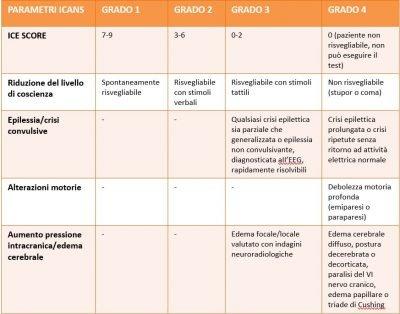 PARAMETRI ICANS GRADO 1 GRADO 2 GRADO 3 GRADO 4
ICE SCORE 7-9 3-6 0-2 0 (paziente non
risvegliabile, non
può eseguire il
test)
Riduzione del livello Spontaneamente Risvegliabile Risvegliabile con stimoli Non risvegliabile
di coscienza risvegliabile con stimoli tattili (stupor o coma)
verbali
Epilessia/crisi - - Qualsiasi crisi epilettica Crisi epilettica
convulsive sia parziale che prolungata o crisi
generalizzata o epilessia ripetute senza
non convulsivante, ritorno ad attività
diagnosticata all'EEG, elettrica normale
rapidamente risolvibili
Alterazioni motorie - - - Debolezza motoria
profonda
(emiparesi o
paraparesi)
Aumento pressione - - Edema focale/locale Edema cerebrale
intracranica/edema valutato con indagini diffuso, postura
cerebrale neuroradiologiche decerebrata o
decorticata,
paralisi del VI
nervo cranico,
edema papillare o
triade di Cushing